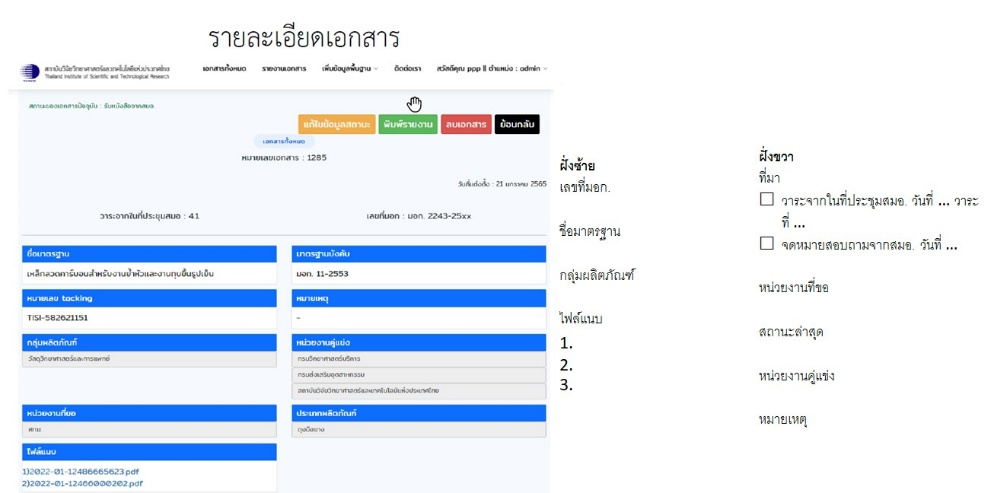 รายละเอียดเอกสาร
สถาบันวิจัยวิทยาศาสตร์และเทคโนโลยีแห่งประเทศไทย
Thailand Institute of Scientific and Technological Research
เอกสารทั้งหมด รายงานเอกสาร เพิ่มข้อมูลพื้นฐาน ติดต่อเรา สวัสดีคุณ ppp || ตำแหน่ง : admin
สถานะของเอกสารปัจจุบัน : รับหนังสือจากสมอ.
แก้ไขข้อมูลสถานะ พิมพ์รายงาน ลบเอกสาร ย้อนกลับ
เอกสารทั้งหมด
หมายเลขเอกสาร : 1285
วันที่แต่งตั้ง : 21 มกราคม 2565
วาระจากในที่ประชุมสมอ : 4.1
เลขที่มอก : มอก. 2243-25xx
ชื่อมาตรฐาน
เหล็กลวดคาร์บอนสำหรับงานย้ำหัวและงานทุบขึ้นรูปเย็น
มาตรฐานบังคับ
มอก. 11-2553
หมายเลข tacking
TISI-582621151
หมายเหตุ
-
กลุ่มผลิตภัณฑ์
วัสดุวิทยาศาสตร์และการแพทย์
หน่วยงานคู่แข่ง
กรมวิทยาศาสตร์บริการ
กรมส่งเสริมอุตสาหกรรม
สถาบันวิจัยวิทยาศาสตร์และเทคโนโลยีแห่งประเทศไทย
หน่วยงานที่ขอ
ศทม
ประเภทผลิตภัณฑ์
ถุงมือยาง
ไฟล์แนบ
1)2022-01-12486665623.pdf
2)2022-01-12466000202.pdf
ฝั่งซ้าย
เลขที่มอก.
ชื่อมาตรฐาน
กลุ่มผลิตภัณฑ์
ไฟล์แนบ
1.
2.
3.
ฝั่งขวา
ที่มา
วาระจากในที่ประชุมสมอ. วันที่ ... วาระ
ที่ ...
จดหมายสอบถามจากสมอ. วันที่ ...
หน่วยงานที่ขอ
สถานะล่าสุด
หน่วยงานคู่แข่ง
หมายเหตุ